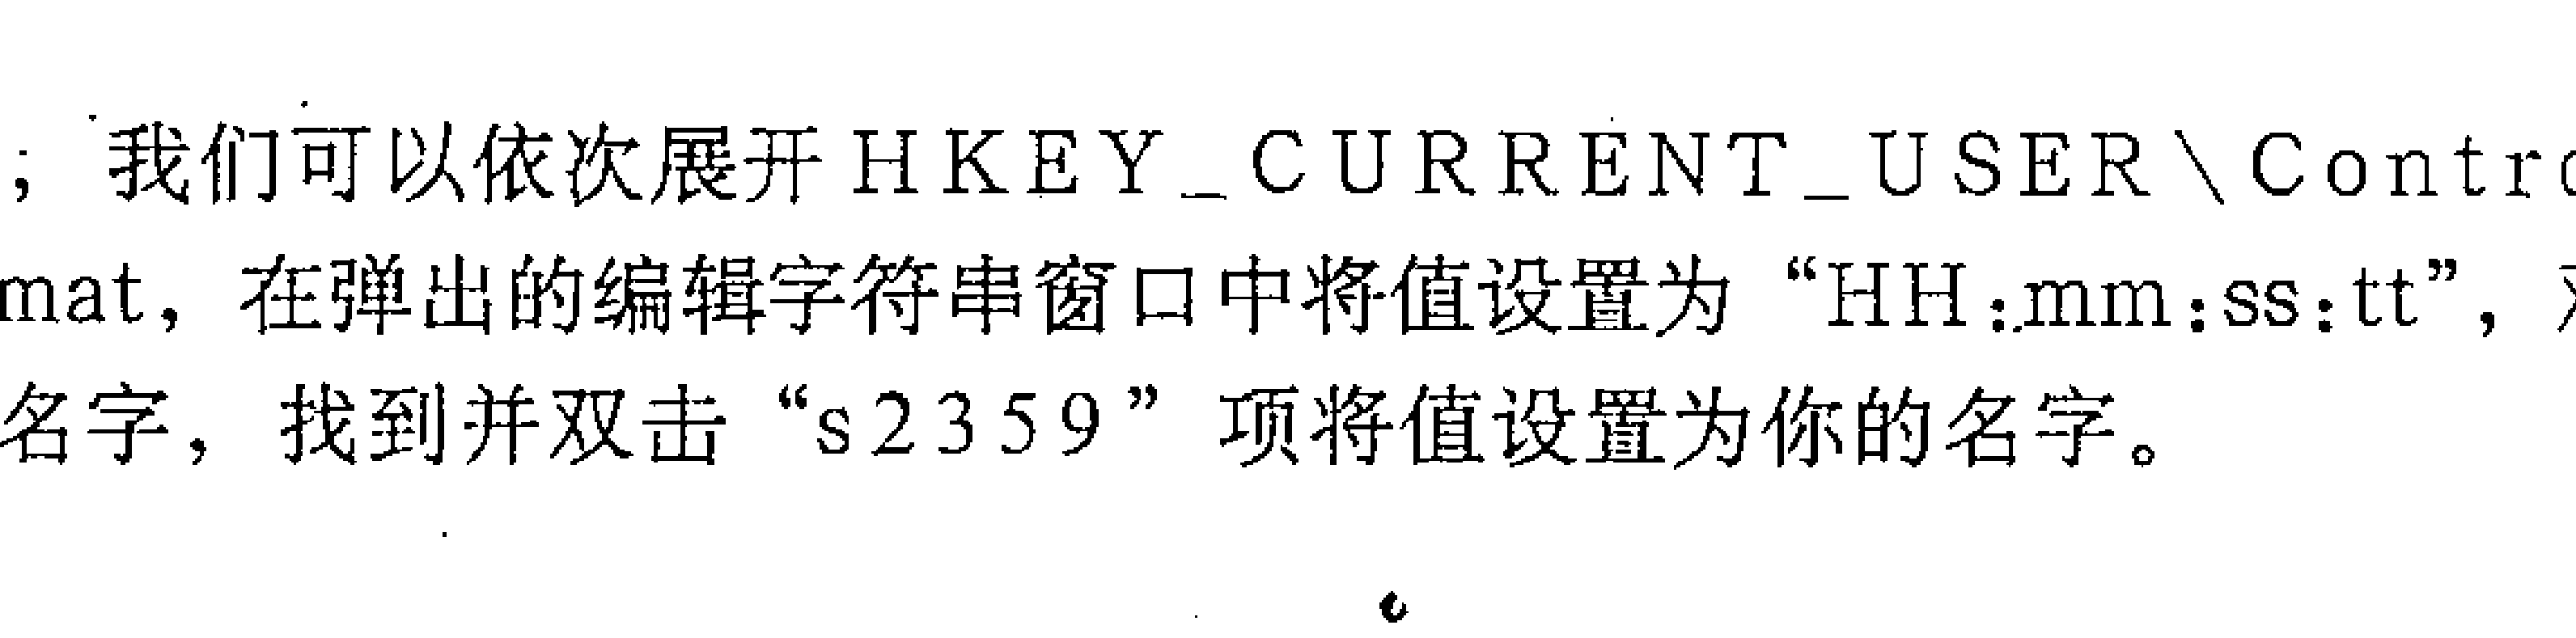 ；我们可以依次展开HKEY_CURRENT_USER\Contro
mat，在弹出的编辑字符串窗口中将值设置为“HH:mm:ss:tt”，
名字，找到并双击“s2359”项将值设置为你的名字。